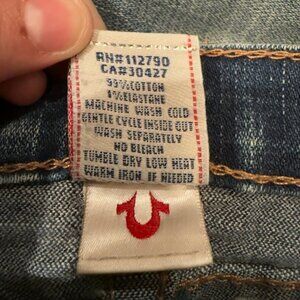 RN#112790
CA#30427
99%COTTON
1%ELASTANE
MACHINE WASH COLD
GENTLE CYCLE INSIDE OUT
WASH SEPARATELY
NO BLEACH
TUMBLE DRY LOW HEAT
WARM IRON IF NEEDED